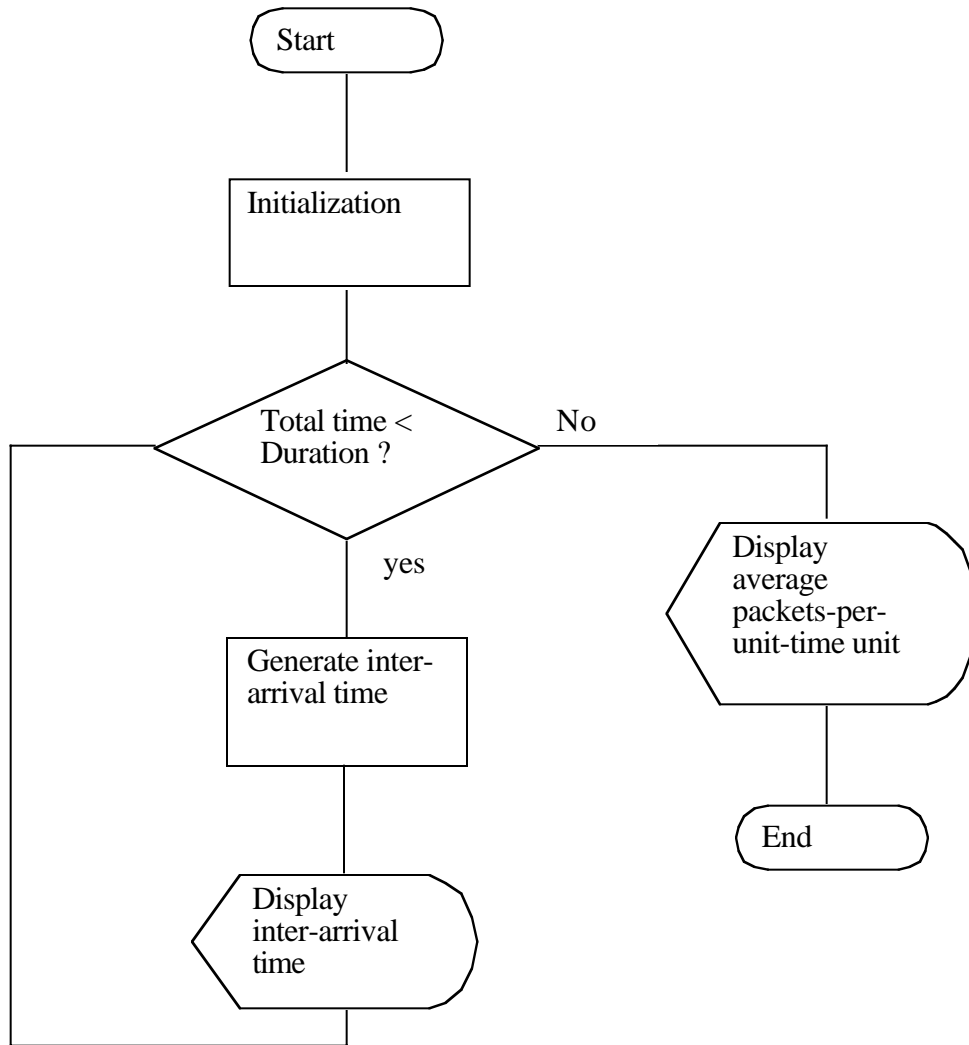 Start
Initialization
Total time <
Duration ?
No
yes
Display
average
packets-per-
unit-time unit
Generate inter-
arrival time
End
Display
inter-arrival
time